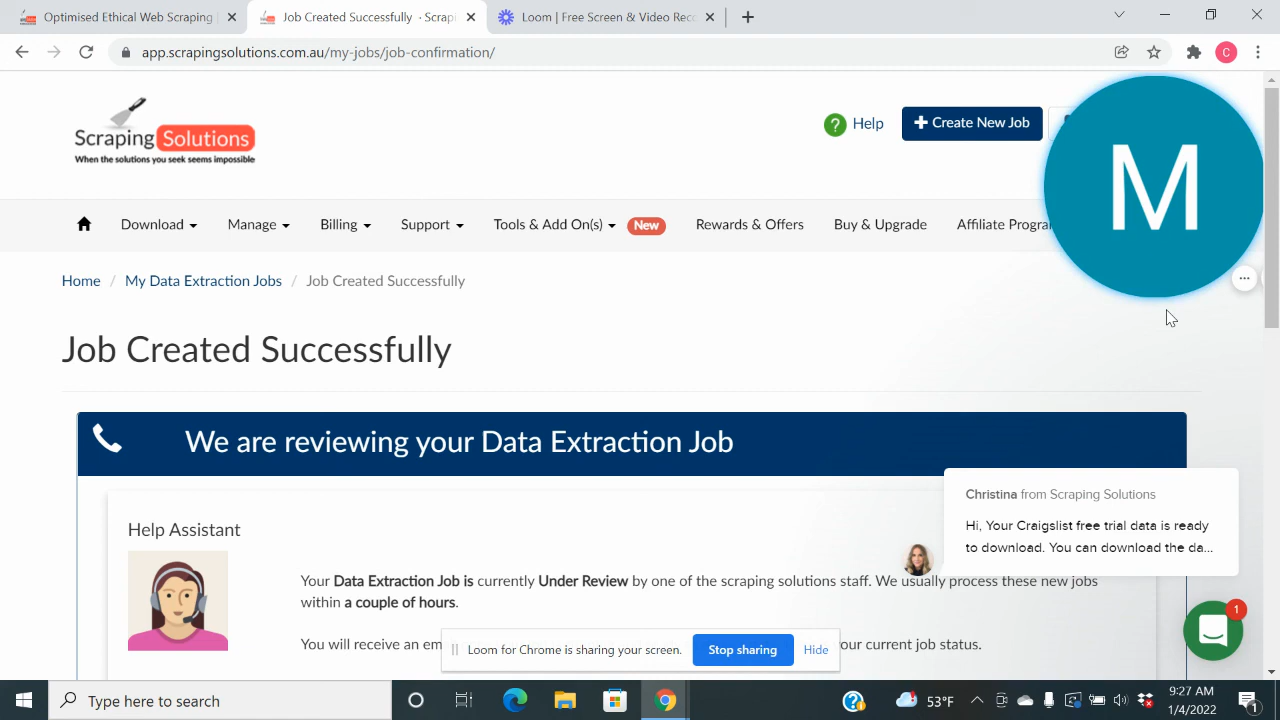 Optimised Ethical Web Scraping
Job Created Successfully - Scrapi
Loom | Free Screen & Video Rec
app.scrapingsolutions.com.au/my-jobs/job-confirmation/
C
Scraping Solutions
When the solutions you seek seems impossible
? Help
+ Create New Job
M
Download
Manage
Billing
Support
Tools & Add On(s)
New
Rewards & Offers
Buy & Upgrade
Affiliate Program
Home / My Data Extraction Jobs / Job Created Successfully
Job Created Successfully
We are reviewing your Data Extraction Job
Christina from Scraping Solutions
Hi, Your Craigslist free trial data is ready
to download. You can download the da...
Help Assistant
Your Data Extraction Job is currently Under Review by one of the scraping solutions staff. We usually process these new jobs
within a couple of hours.
You will receive an em
our current job status.
Loom for Chrome is sharing your screen.
Stop sharing
Hide
1
Type here to search
53°F
9:27 AM
1/4/2022
1